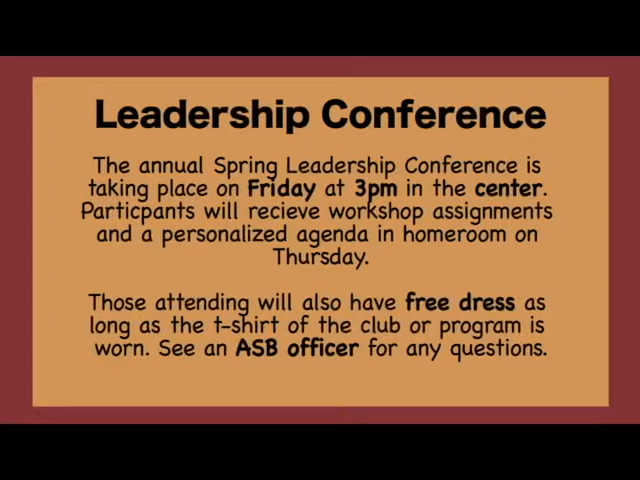 Leadership Conference
The annual Spring Leadership Conference is
taking place on Friday at 3pm in the center.
Particpants will recieve workshop assignments
and a personalized agenda in homeroom on
Thursday.
Those attending will also have free dress as
long as the t-shirt of the club or program is
worn. See an ASB officer for any questions.